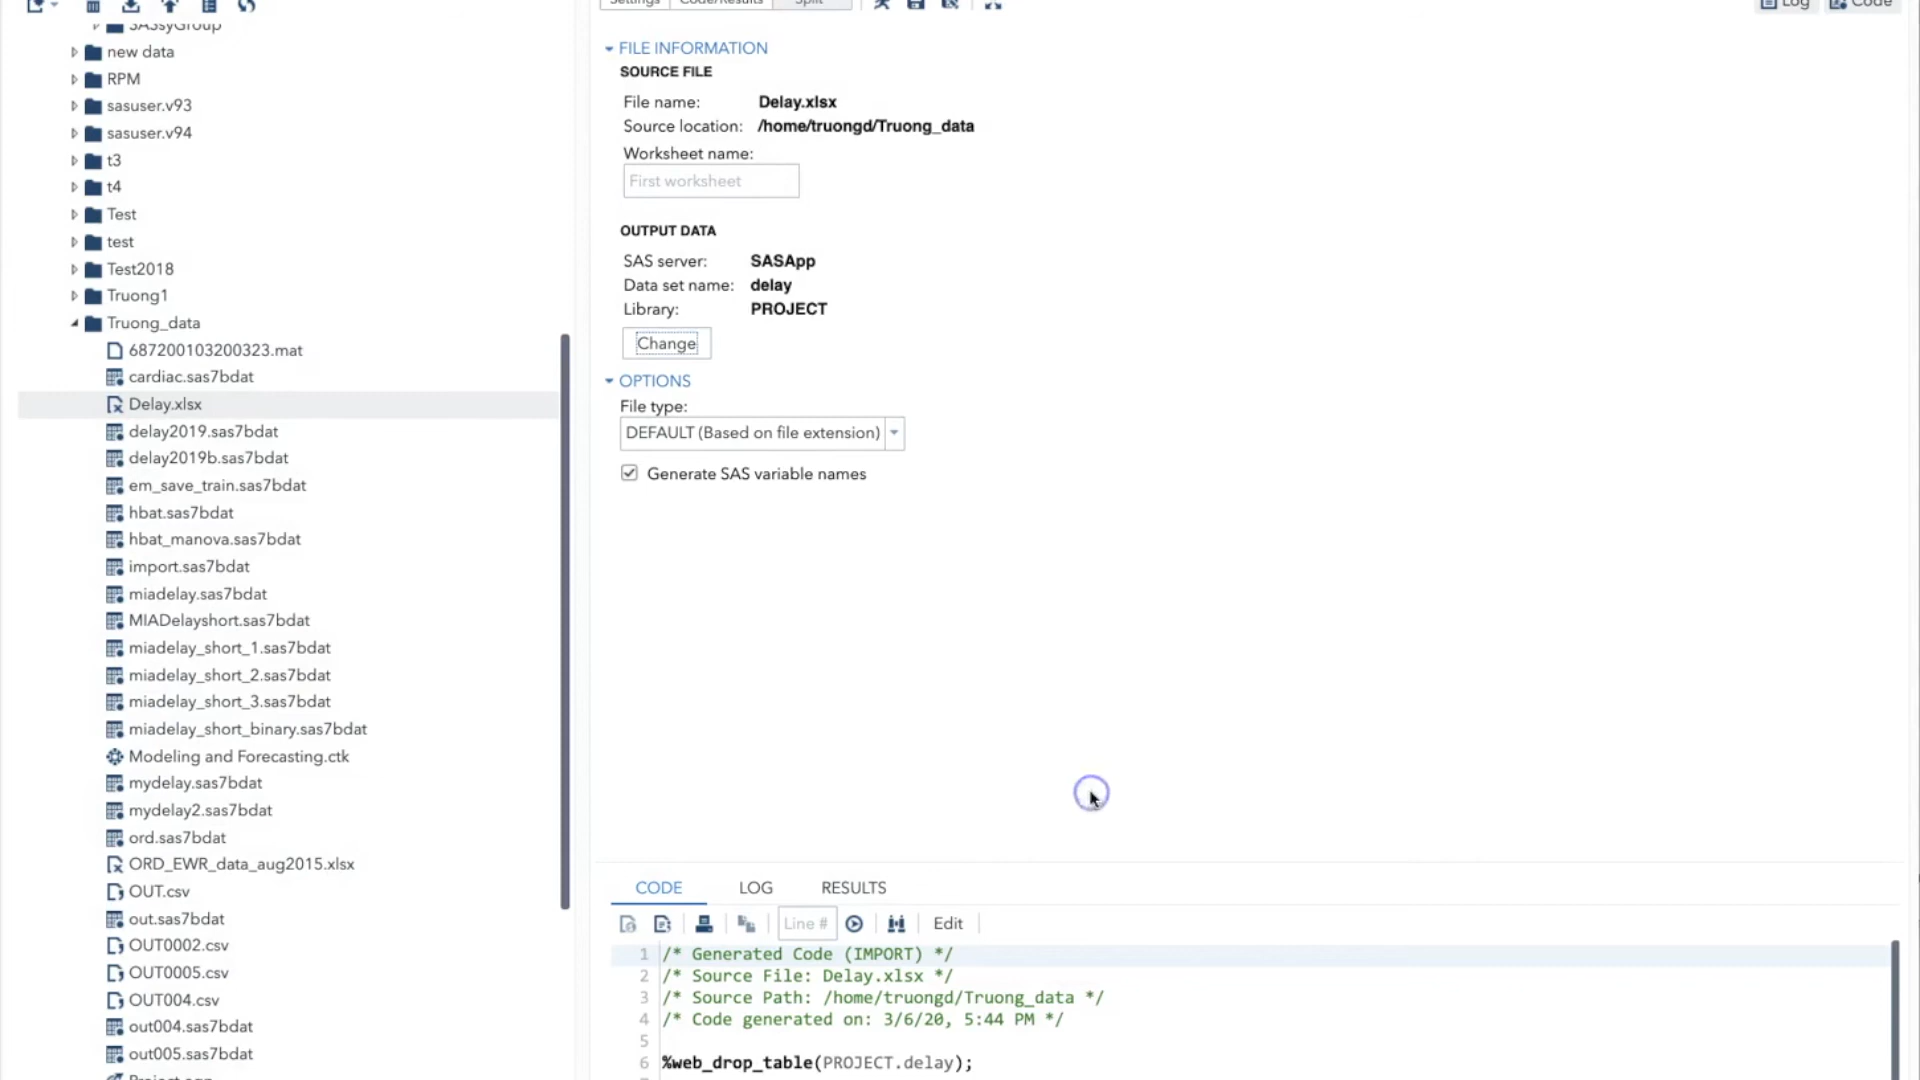 SASsyGroup
new data
RPM
sasuser.v93
sasuser.v94
t3
t4
Test
test
Test2018
Truong1
Truong_data
687200103200323.mat
cardiac.sas7bdat
Delay.xlsx
delay2019.sas7bdat
delay2019b.sas7bdat
em_save_train.sas7bdat
hbat.sas7bdat
hbat_manova.sas7bdat
import.sas7bdat
miadelay.sas7bdat
MIADelayshort.sas7bdat
miadelay_short_1.sas7bdat
miadelay_short_2.sas7bdat
miadelay_short_3.sas7bdat
miadelay_short_binary.sas7bdat
Modeling and Forecasting.ctk
mydelay.sas7bdat
mydelay2.sas7bdat
ord.sas7bdat
ORD_EWR_data_aug2015.xlsx
OUT.csv
out.sas7bdat
OUT0002.csv
OUT0005.csv
OUT004.csv
out004.sas7bdat
out005.sas7bdat
Settings Code/Results Split
Log Code
FILE INFORMATION
SOURCE FILE
File name: Delay.xlsx
Source location: /home/truongd/Truong_data
Worksheet name:
First worksheet
OUTPUT DATA
SAS server: SASApp
Data set name: delay
Library: PROJECT
Change
OPTIONS
File type:
DEFAULT (Based on file extension)
Generate SAS variable names
CODE LOG RESULTS
Line # Edit
1 /* Generated Code (IMPORT) */
2 /* Source File: Delay.xlsx */
3 /* Source Path: /home/truongd/Truong_data */
4 /* Code generated on: 3/6/20, 5:44 PM */
5
6 %web_drop_table(PROJECT.delay);